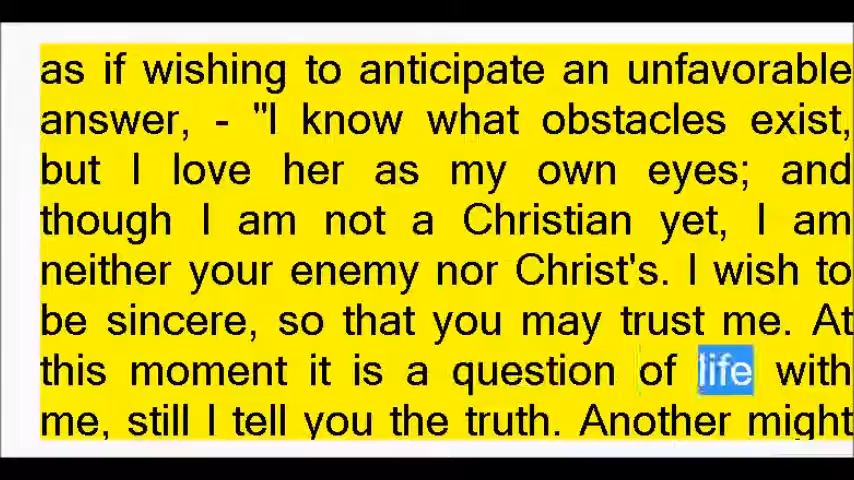 as if wishing to anticipate an unfavorable
answer, - "I know what obstacles exist,
but I love her as my own eyes; and
though I am not a Christian yet, I am
neither your enemy nor Christ's. I wish to
be sincere, so that you may trust me. At
this moment it is a question of life with
me, still I tell you the truth. Another might